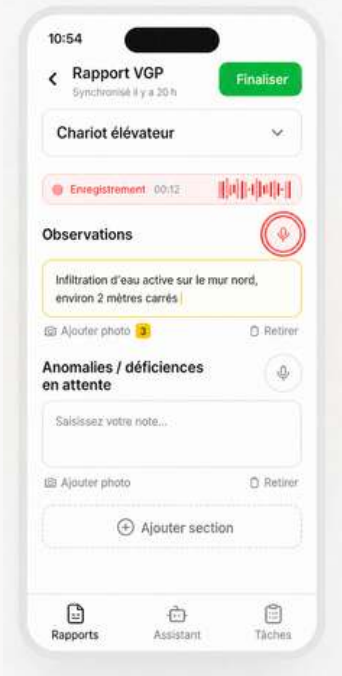 10:54
Rapport VGP
Finaliser
Synchronisé il y a 20 h
Chariot élévateur
Enregistrement 00:12
Observations
Infiltration d'eau active sur le mur nord,
environ 2 mètres carrés
Ajouter photo 3
Retirer
Anomalies / déficiences
en attente
Saisissez votre note...
Ajouter photo
Retirer
Ajouter section
Rapports
Assistant
Tâches